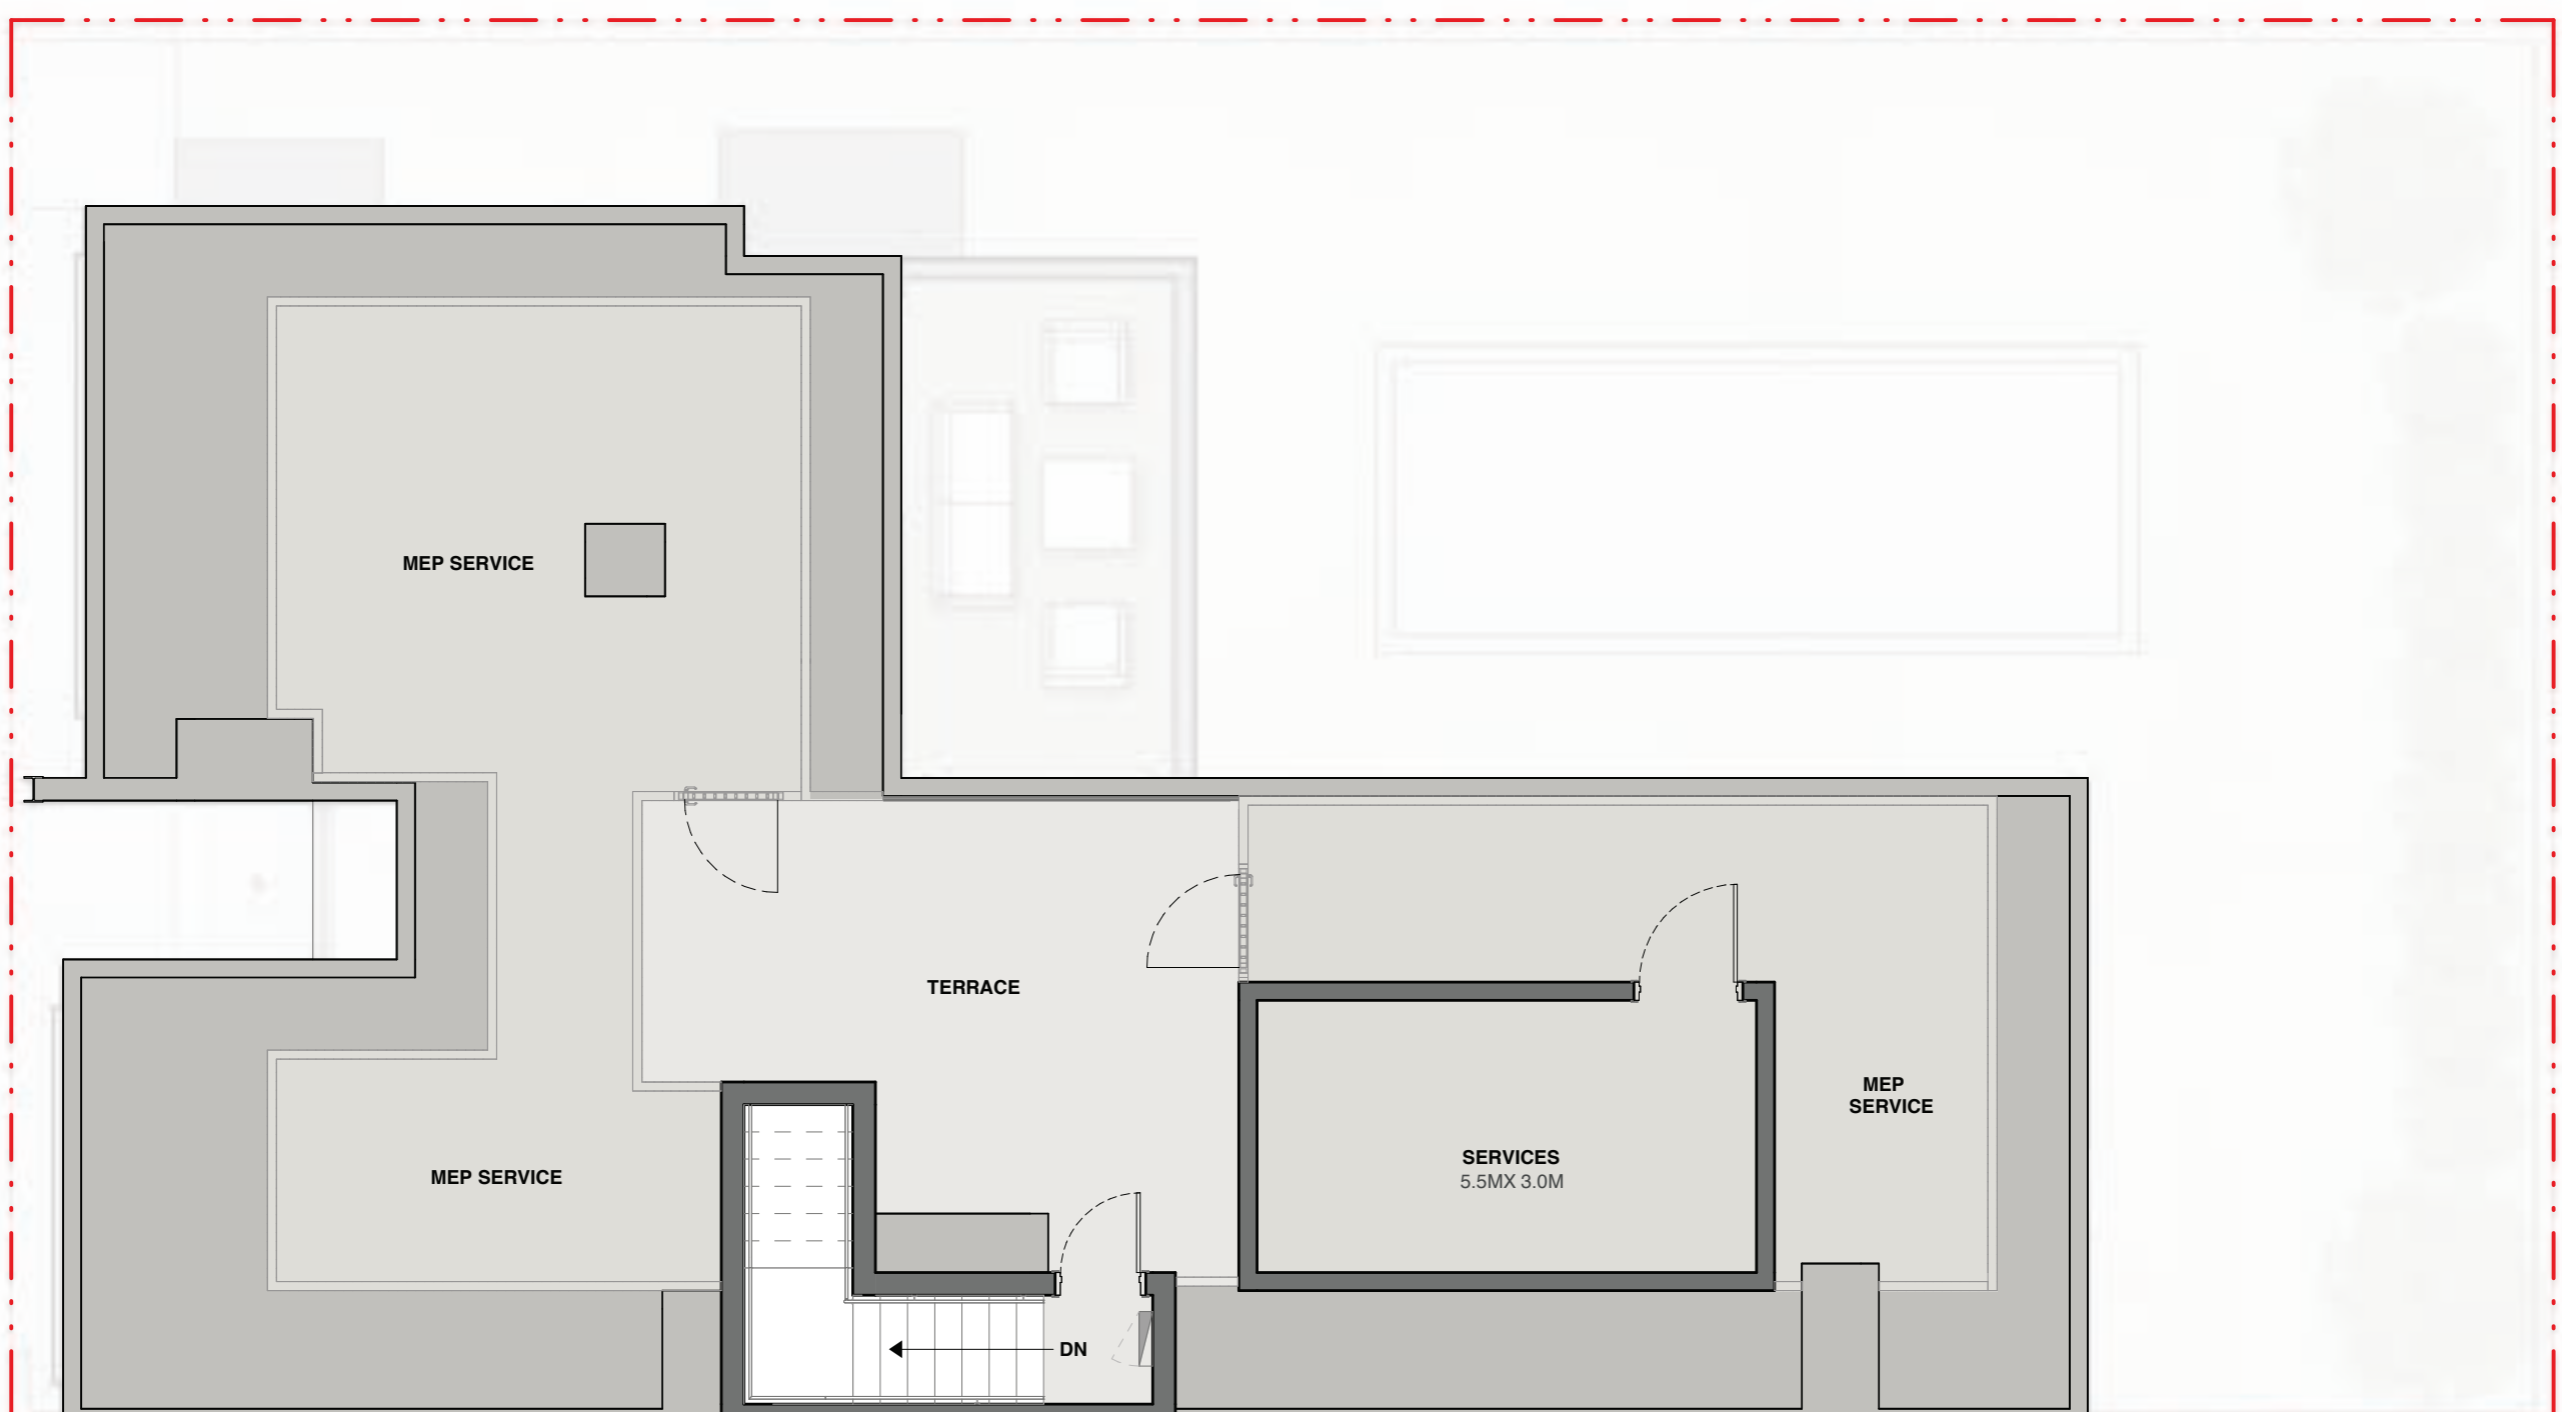 MEP SERVICE
TERRACE
MEP
SERVICE
SERVICES
5.5MX 3.0M
MEP SERVICE
DN